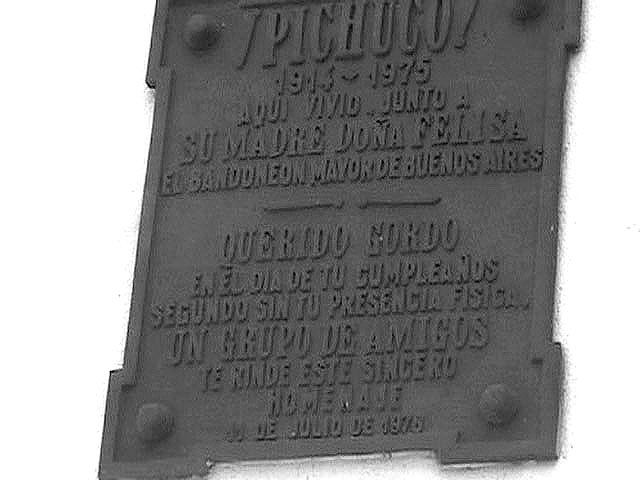 ¡PICHUCO!
1914 - 1975
AQUI VIVIO JUNTO A
SU MADRE DOÑA FELISA
EL BANDONEON MAYOR DE BUENOS AIRES
QUERIDO GORDO
EN EL DIA DE TU CUMPLEAÑOS
SEGUNDO SIN TU PRESENCIA FISICA,
UN GRUPO DE AMIGOS
TE RINDE ESTE SINCERO
HOMENAJE
11 DE JULIO DE 1976